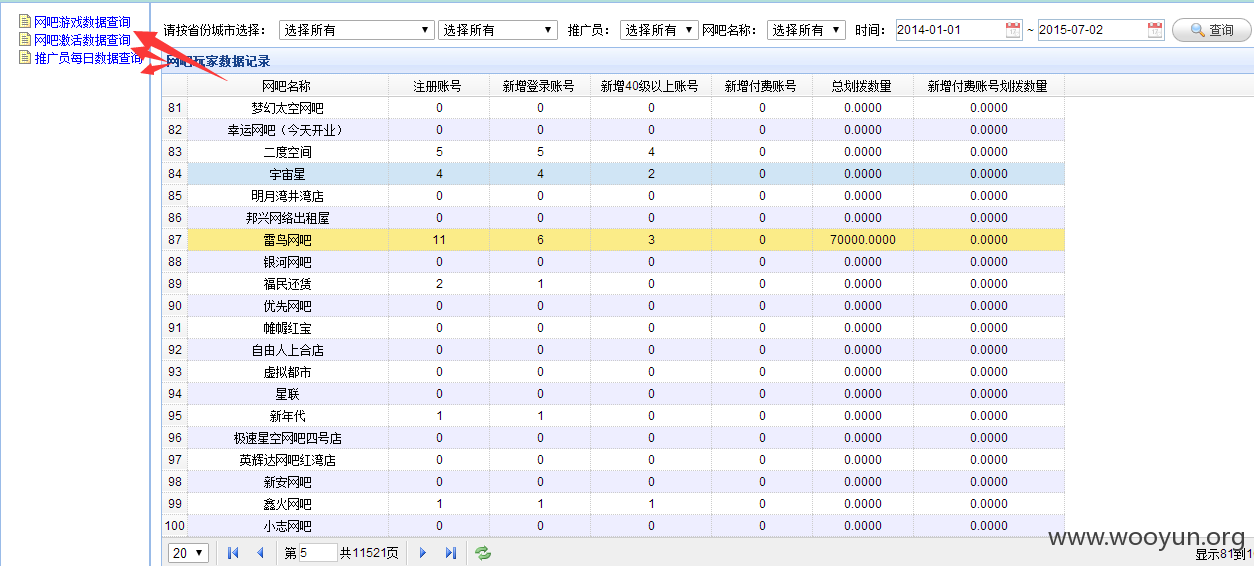 网吧游戏数据查询
网吧激活数据查询
推广员每日数据查询
请按省份城市选择： 选择所有 选择所有 推广员： 选择所有 网吧名称： 选择所有 时间： 2014-01-01 ~ 2015-07-02 查询
网吧玩家数据记录
网吧名称 注册账号 新增登录账号 新增40级以上账号 新增付费账号 总划拨数量 新增付费账号划拨数量
81 梦幻太空网吧 0 0 0 0 0.0000 0.0000
82 幸运网吧（今天开业） 0 0 0 0 0.0000 0.0000
83 二度空间 5 5 4 0 0.0000 0.0000
84 宇宙星 4 4 2 0 0.0000 0.0000
85 明月湾井湾店 0 0 0 0 0.0000 0.0000
86 邦兴网络出租屋 0 0 0 0 0.0000 0.0000
87 雷鸟网吧 11 6 3 0 70000.0000 0.0000
88 银河网吧 0 0 0 0 0.0000 0.0000
89 福民还赁 2 1 0 0 0.0000 0.0000
90 优先网吧 0 0 0 0 0.0000 0.0000
91 帷幄红宝 0 0 0 0 0.0000 0.0000
92 自由人上合店 0 0 0 0 0.0000 0.0000
93 虚拟都市 0 0 0 0 0.0000 0.0000
94 星联 0 0 0 0 0.0000 0.0000
95 新年代 1 1 0 0 0.0000 0.0000
96 极速星空网吧四号店 0 0 0 0 0.0000 0.0000
97 英辉达网吧红湾店 0 0 0 0 0.0000 0.0000
98 新安网吧 0 0 0 0 0.0000 0.0000
99 鑫火网吧 1 1 1 0 0.0000 0.0000
100 小志网吧 0 0 0 0 0.0000 0.0000
20 第 5 共11521页 显示81到1
www.wooyun.org